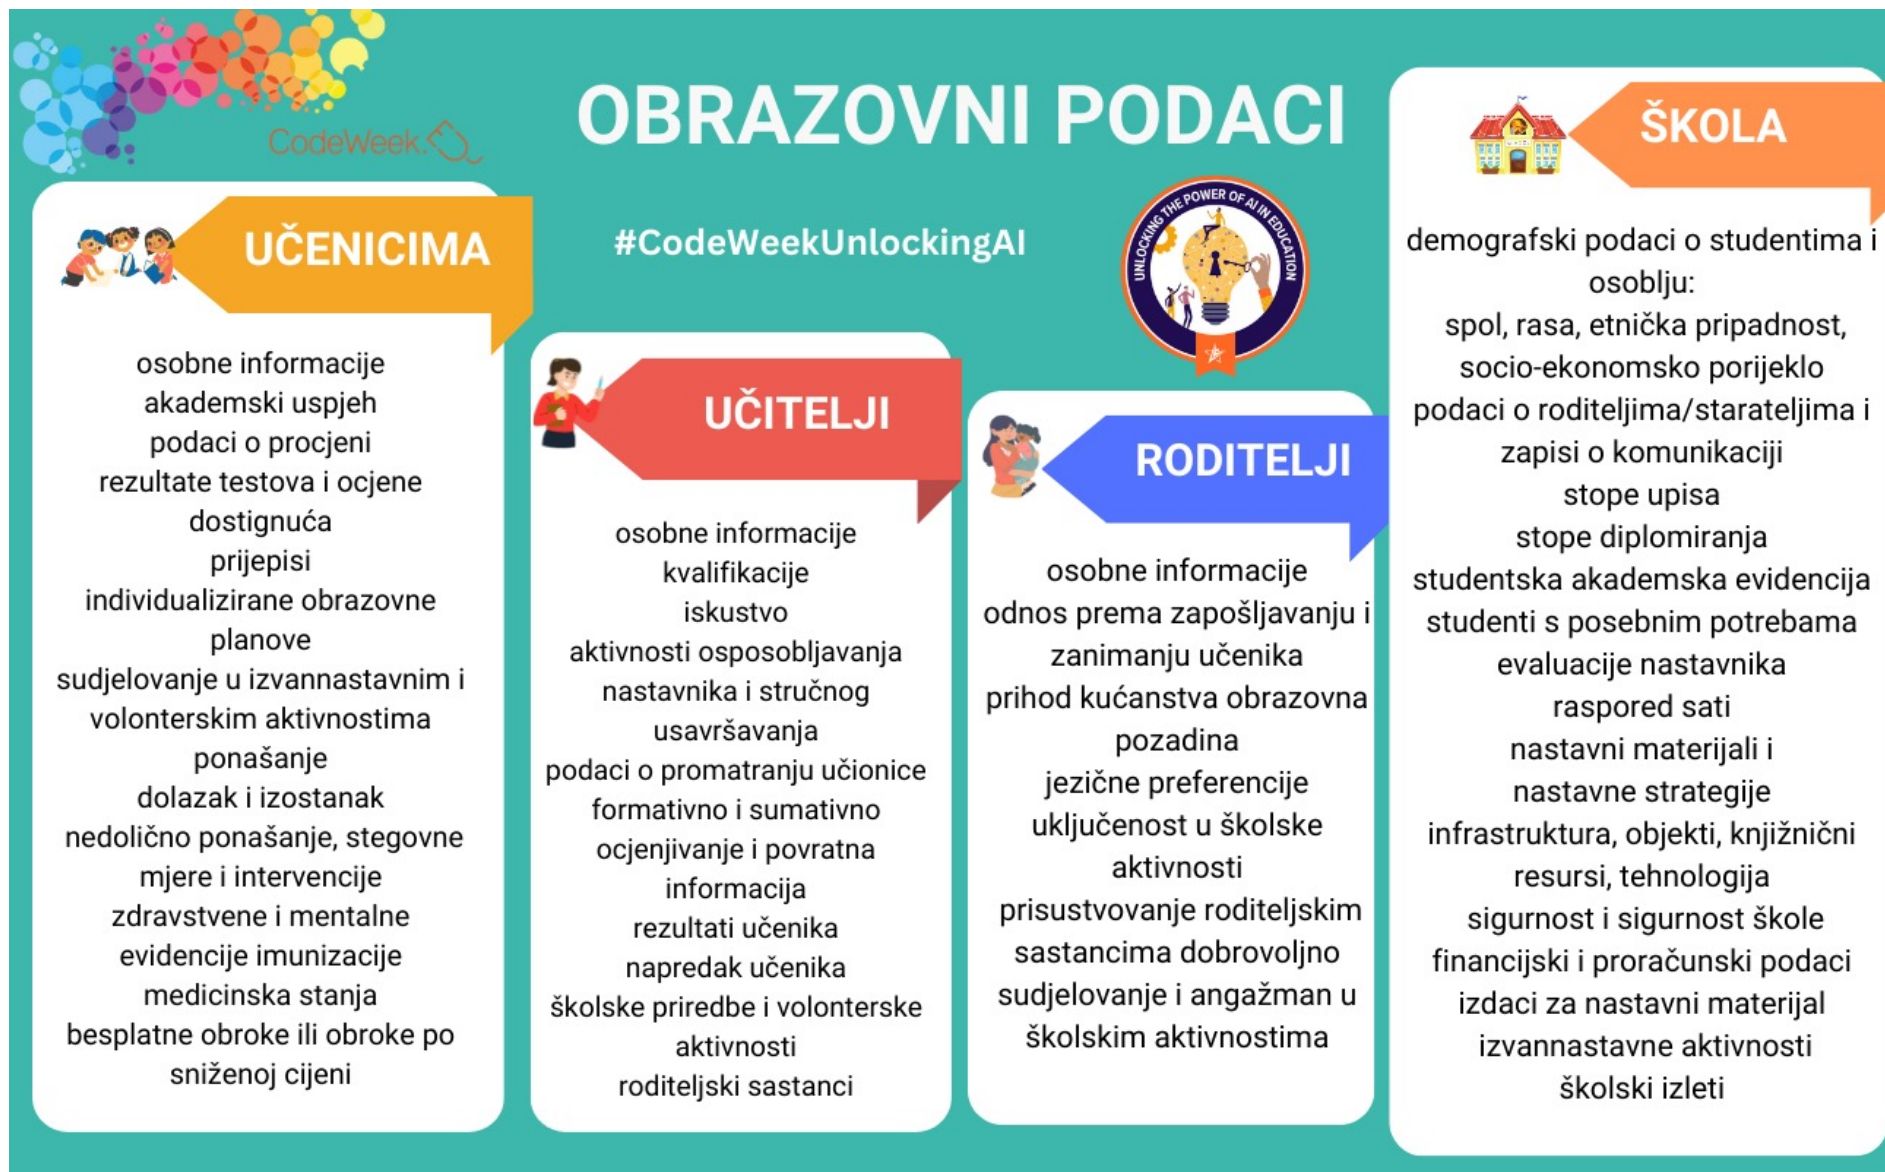 CodeWeek.
OBRAZOVNI PODACI
#CodeWeekUnlockingAI
UNLOCKING THE POWER OF AI IN EDUCATION
UČENICIMA
osobne informacije
akademski uspjeh
podaci o procjeni
rezultate testova i ocjene
dostignuća
prijepisi
individualizirane obrazovne
planove
sudjelovanje u izvannastavnim i
volonterskim aktivnostima
ponašanje
dolazak i izostanak
nedolično ponašanje, stegovne
mjere i intervencije
zdravstvene i mentalne
evidencije imunizacije
medicinska stanja
besplatne obroke ili obroke po
sniženoj cijeni
UČITELJI
osobne informacije
kvalifikacije
iskustvo
aktivnosti osposobljavanja
nastavnika i stručnog
usavršavanja
podaci o promatranju učionice
formativno i sumativno
ocjenjivanje i povratna
informacija
rezultati učenika
napredak učenika
školske priredbe i volonterske
aktivnosti
roditeljski sastanci
RODITELJI
osobne informacije
odnos prema zapošljavanju i
zanimanju učenika
prihod kućanstva obrazovna
pozadina
jezične preferencije
uključenost u školske
aktivnosti
prisustvovanje roditeljskim
sastancima dobrovoljno
sudjelovanje i angažman u
školskim aktivnostima
ŠKOLA
demografski podaci o studentima i
osoblju:
spol, rasa, etnička pripadnost,
socio-ekonomsko porijeklo
podaci o roditeljima/starateljima i
zapisi o komunikaciji
stope upisa
stope diplomiranja
studentska akademska evidencija
studenti s posebnim potrebama
evaluacije nastavnika
raspored sati
nastavni materijali i
nastavne strategije
infrastruktura, objekti, knjižnični
resursi, tehnologija
sigurnost i sigurnost škole
financijski i proračunski podaci
izdaci za nastavni materijal
izvannastavne aktivnosti
školski izleti